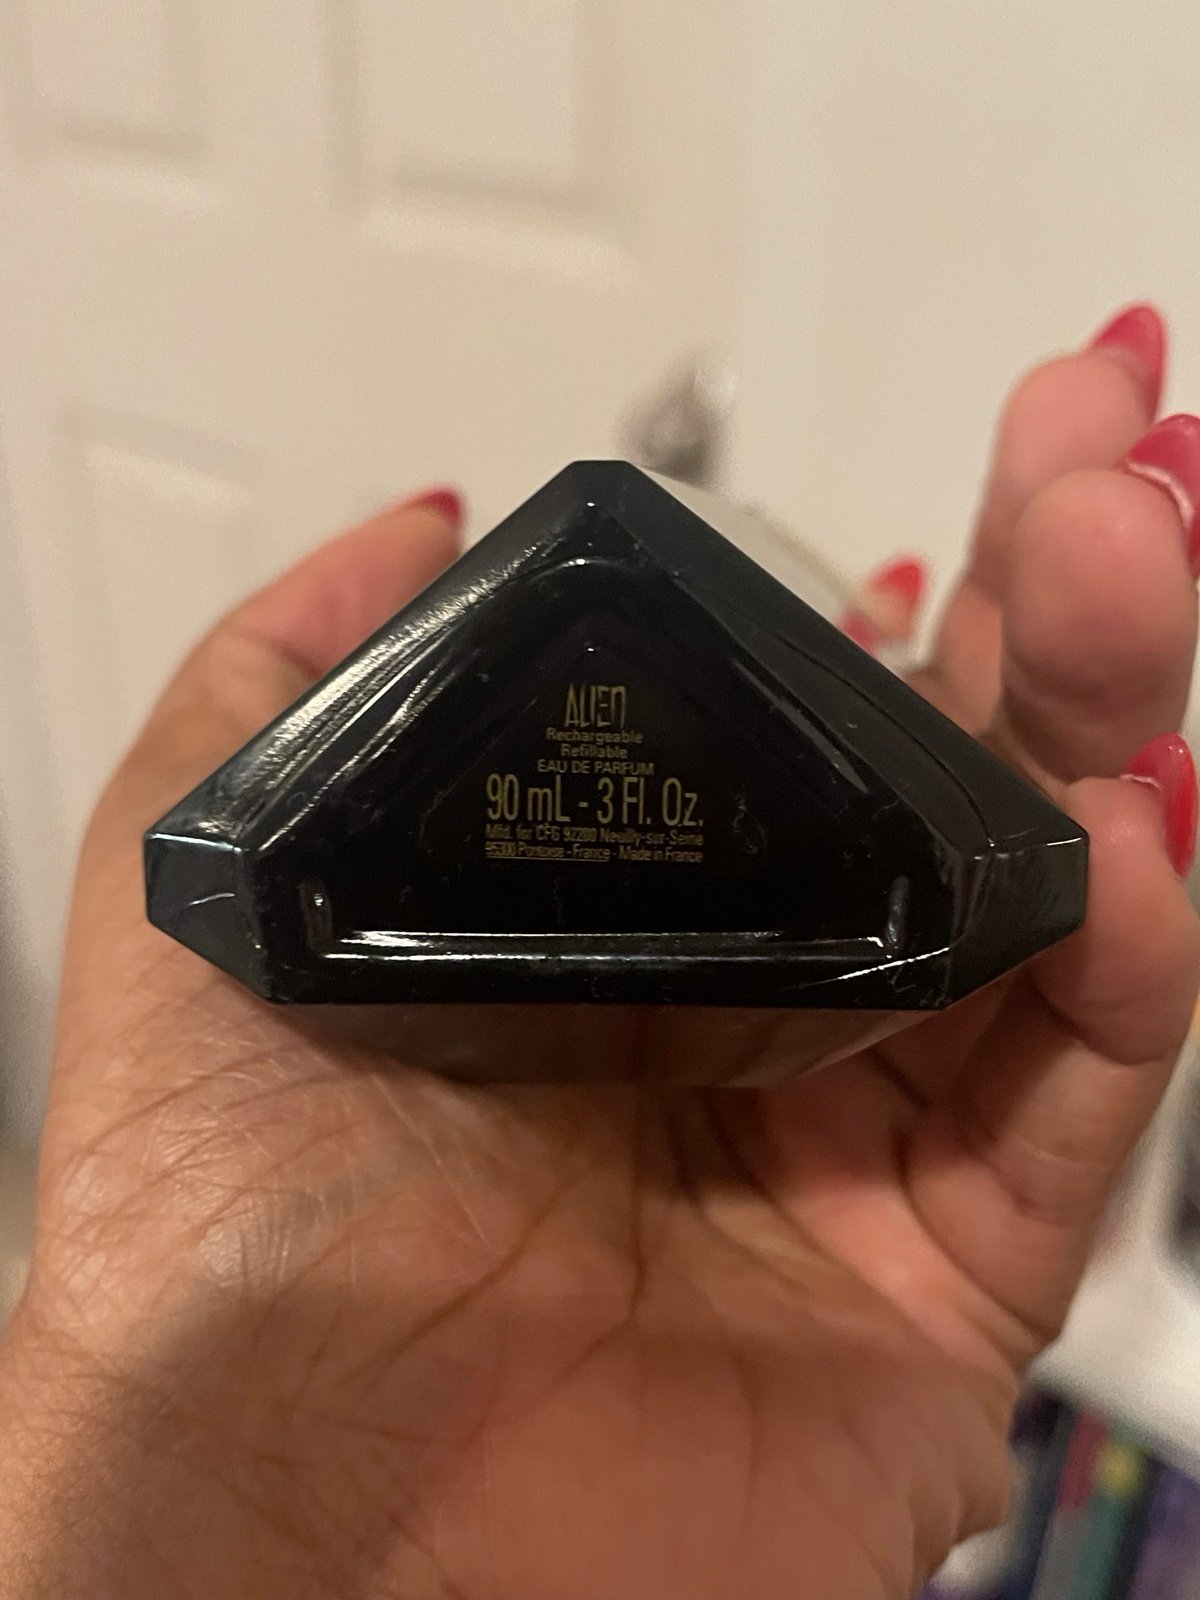 ALIEN
Rechargeable
Refillable
EAU DE PARFUM
90 mL - 3 Fl. Oz.
Mfd. for CFG 92200 Neuilly-sur-Seine
95300 Pontoise - France - Made in France